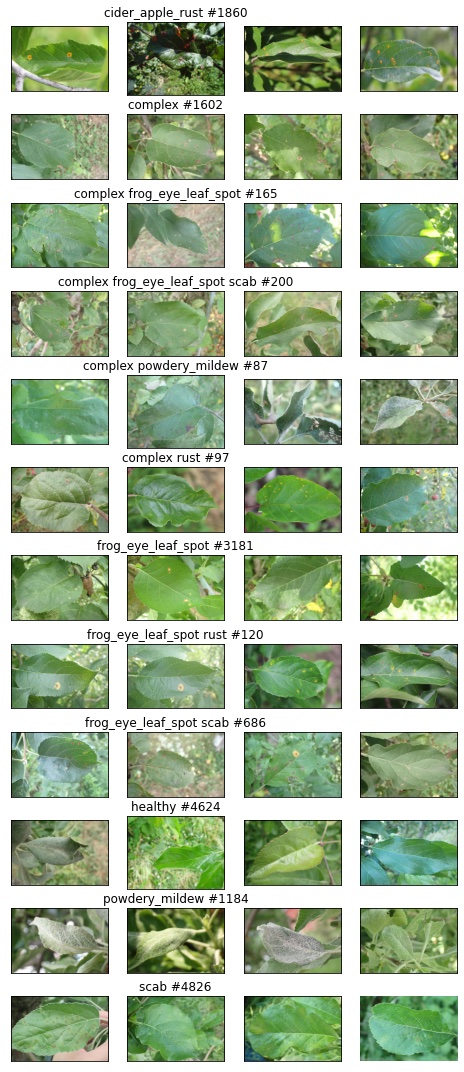 cider_apple_rust #1860
complex #1602
complex frog_eye_leaf_spot #165
complex frog_eye_leaf_spot scab #200
complex powdery_mildew #87
complex rust #97
frog_eye_leaf_spot #3181
frog_eye_leaf_spot rust #120
frog_eye_leaf_spot scab #686
healthy #4624
powdery_mildew #1184
scab #4826